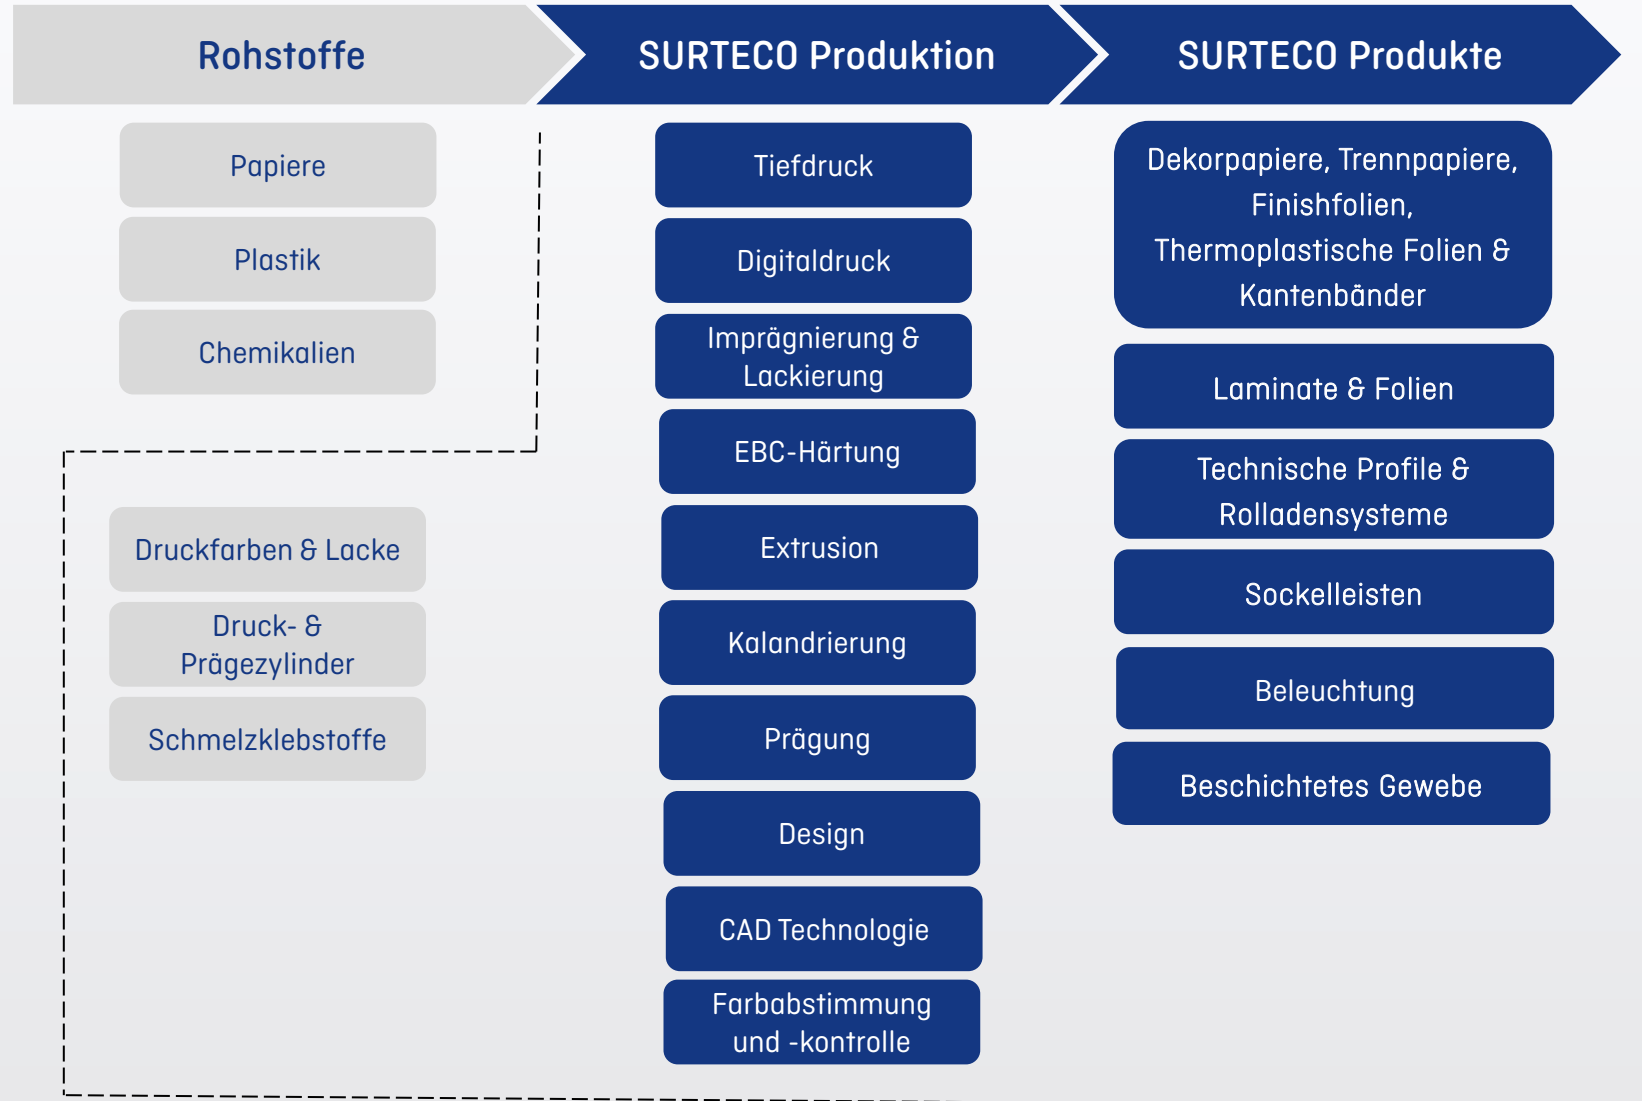 Rohstoffe
SURTECO Produktion
SURTECO Produkte
Papiere
Plastik
Chemikalien
Druckfarben & Lacke
Druck- &
Prägezylinder
Schmelzklebstoffe
Tiefdruck
Digitaldruck
Imprägnierung &
Lackierung
EBC-Härtung
Extrusion
Kalandrierung
Prägung
Design
CAD Technologie
Farbabstimmung
und -kontrolle
Dekorpapiere, Trennpapiere,
Finishfolien,
Thermoplastische Folien &
Kantenbänder
Laminate & Folien
Technische Profile &
Rolladensysteme
Sockelleisten
Beleuchtung
Beschichtetes Gewebe